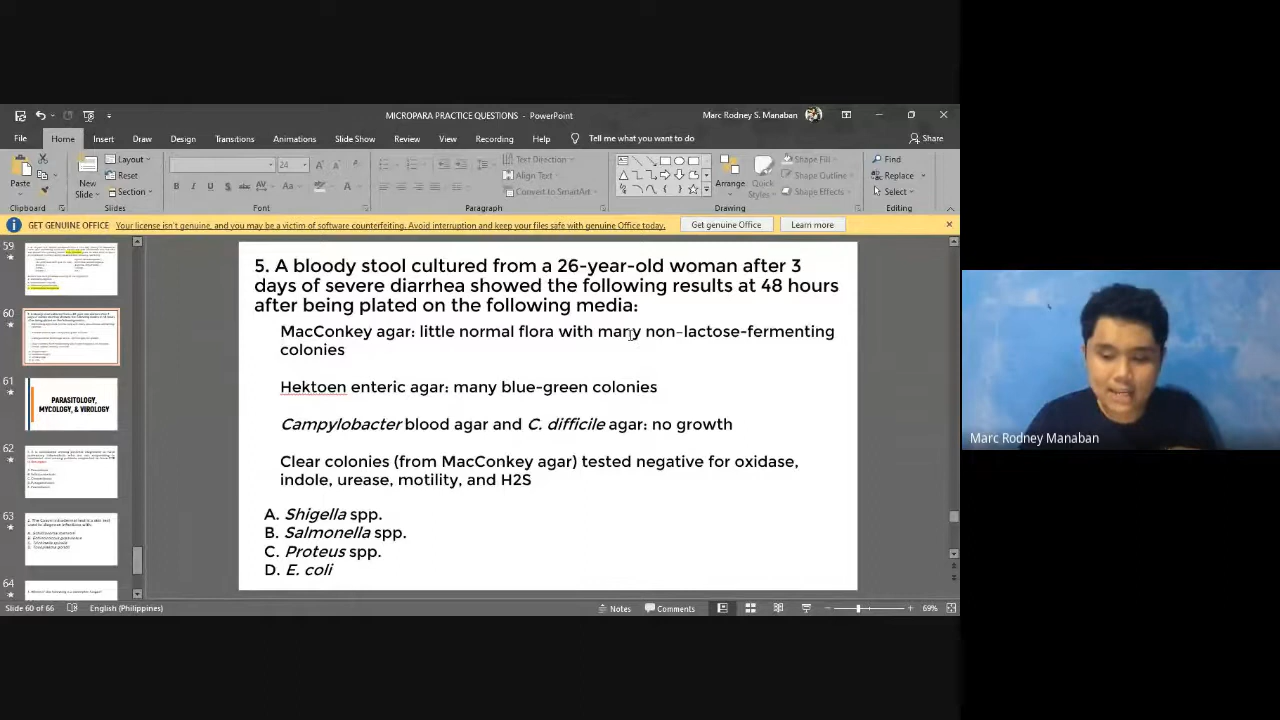 MICROPARA PRACTICE QUESTIONS - PowerPoint
Marc Rodney S. Manaban
File Home Insert Draw Design Transitions Animations Slide Show Review View Recording Help Tell me what you want to do Share
Paste
Clipboard
New Slide
Layout
Reset
Section
Slides
24
Font
Paragraph
Text Direction
Align Text
Convert to SmartArt
Arrange
Quick Styles
Shape Fill
Shape Outline
Shape Effects
Drawing
Find
Replace
Select
Editing
GET GENUINE OFFICE Your license isn't genuine, and you may be a victim of software counterfeiting. Avoid interruption and keep your files safe with genuine Office today. Get genuine Office Learn more
59
60
61
PARASITOLOGY,
MYCOLOGY, & VIROLOGY
62
63
64
5. A bloody stool cultured from a 26-year-old woman after 3
days of severe diarrhea showed the following results at 48 hours
after being plated on the following media:
MacConkey agar: little normal flora with many non-lactose-fermenting
colonies
Hektoen enteric agar: many blue-green colonies
Campylobacter blood agar and C. difficile agar: no growth
Clear colonies (from MacConkey agar) tested negative for oxidase,
indole, urease, motility, and H2S
A. Shigella spp.
B. Salmonella spp.
C. Proteus spp.
D. E. coli
Marc Rodney Manaban
Slide 60 of 66 English (Philippines) Notes Comments 69%